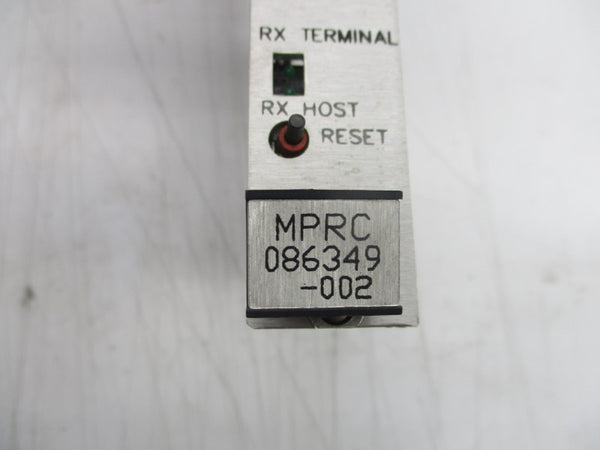 RX TERMINAL
RX HOST
RESET
MPRC
086349
-002